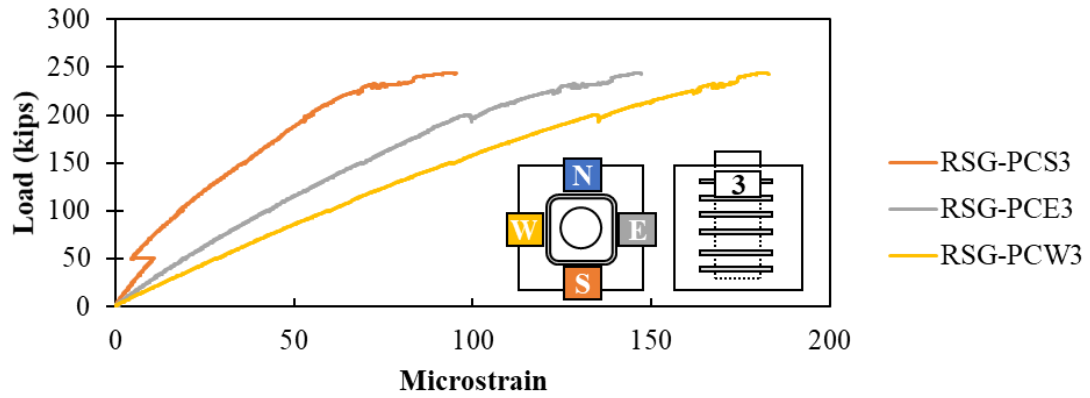 300
250
200
150
100
50
0
Load (kips)
0 50 100 150 200
Microstrain
N
W E
S
3
RSG-PCS3
RSG-PCE3
RSG-PCW3